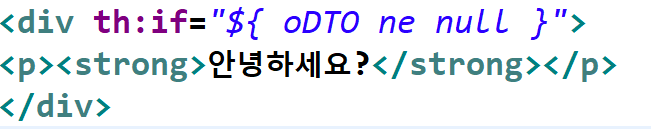 <div th:if="${ oDTO ne null }">
<p><strong>안녕하세요?</strong></p>
</div>